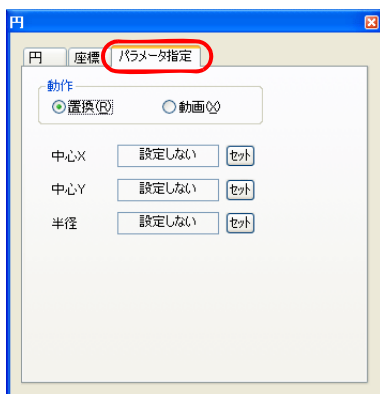 円
円 座標 パラメータ指定
動作
置換(R) 動画(X)
中心X 設定しない セット
中心Y 設定しない セット
半径 設定しない セット